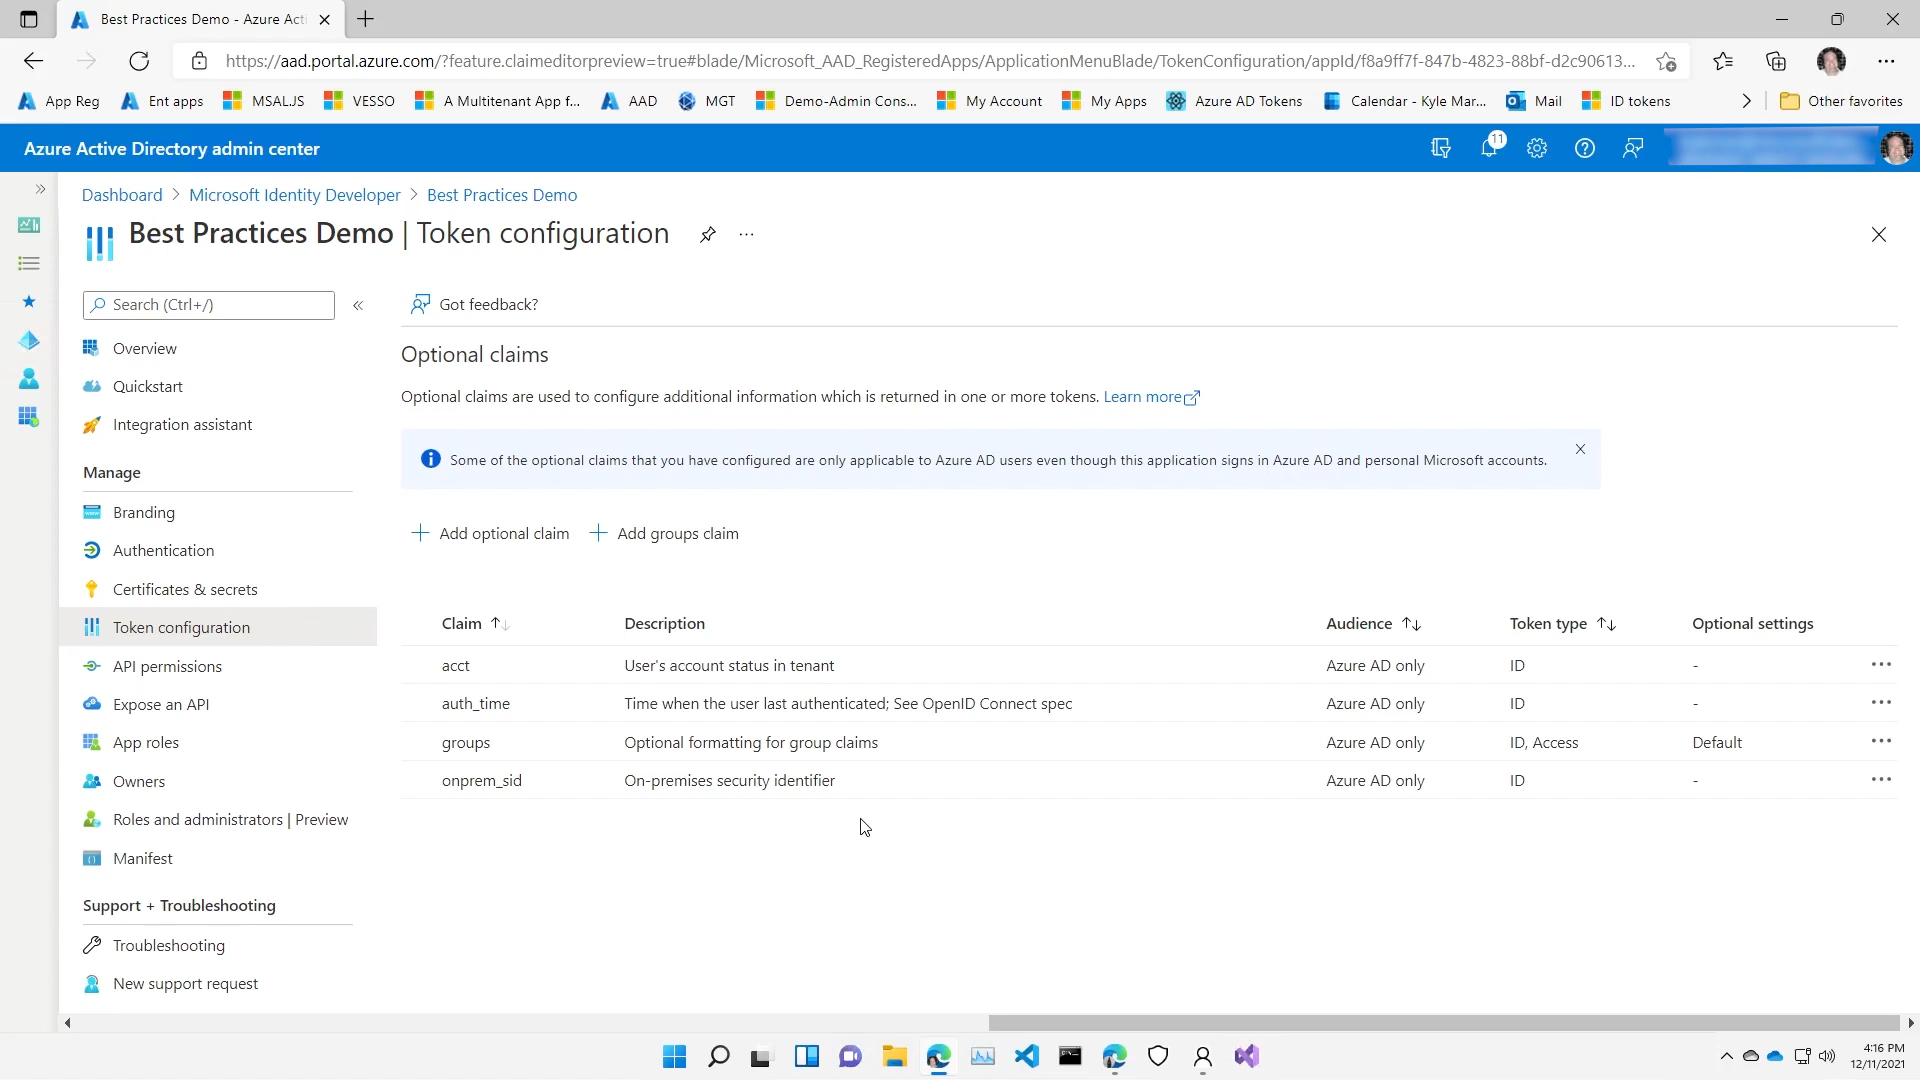 Best Practices Demo - Azure Acti
https://aad.portal.azure.com/?feature.claimeditorpreview=true#blade/Microsoft_AAD_RegisteredApps/ApplicationMenuBlade/TokenConfiguration/appId/f8a9ff7f-847b-4823-88bf-d2c90613...
App Reg
Ent apps
MSALJS
VESSO
A Multitenant App f...
AAD
MGT
Demo-Admin Cons...
My Account
My Apps
Azure AD Tokens
Calendar - Kyle Mar...
Mail
ID tokens
Other favorites
Azure Active Directory admin center
11
Dashboard > Microsoft Identity Developer > Best Practices Demo
Best Practices Demo | Token configuration
Search (Ctrl+/)
Overview
Quickstart
Integration assistant
Manage
Branding
Authentication
Certificates & secrets
Token configuration
API permissions
Expose an API
App roles
Owners
Roles and administrators | Preview
Manifest
Support + Troubleshooting
Troubleshooting
New support request
Got feedback?
Optional claims
Optional claims are used to configure additional information which is returned in one or more tokens. Learn more
Some of the optional claims that you have configured are only applicable to Azure AD users even though this application signs in Azure AD and personal Microsoft accounts.
Add optional claim
Add groups claim
Claim Description Audience Token type Optional settings
acct User's account status in tenant Azure AD only ID -
auth_time Time when the user last authenticated; See OpenID Connect spec Azure AD only ID -
groups Optional formatting for group claims Azure AD only ID, Access Default
onprem_sid On-premises security identifier Azure AD only ID -
4:16 PM
12/11/2021